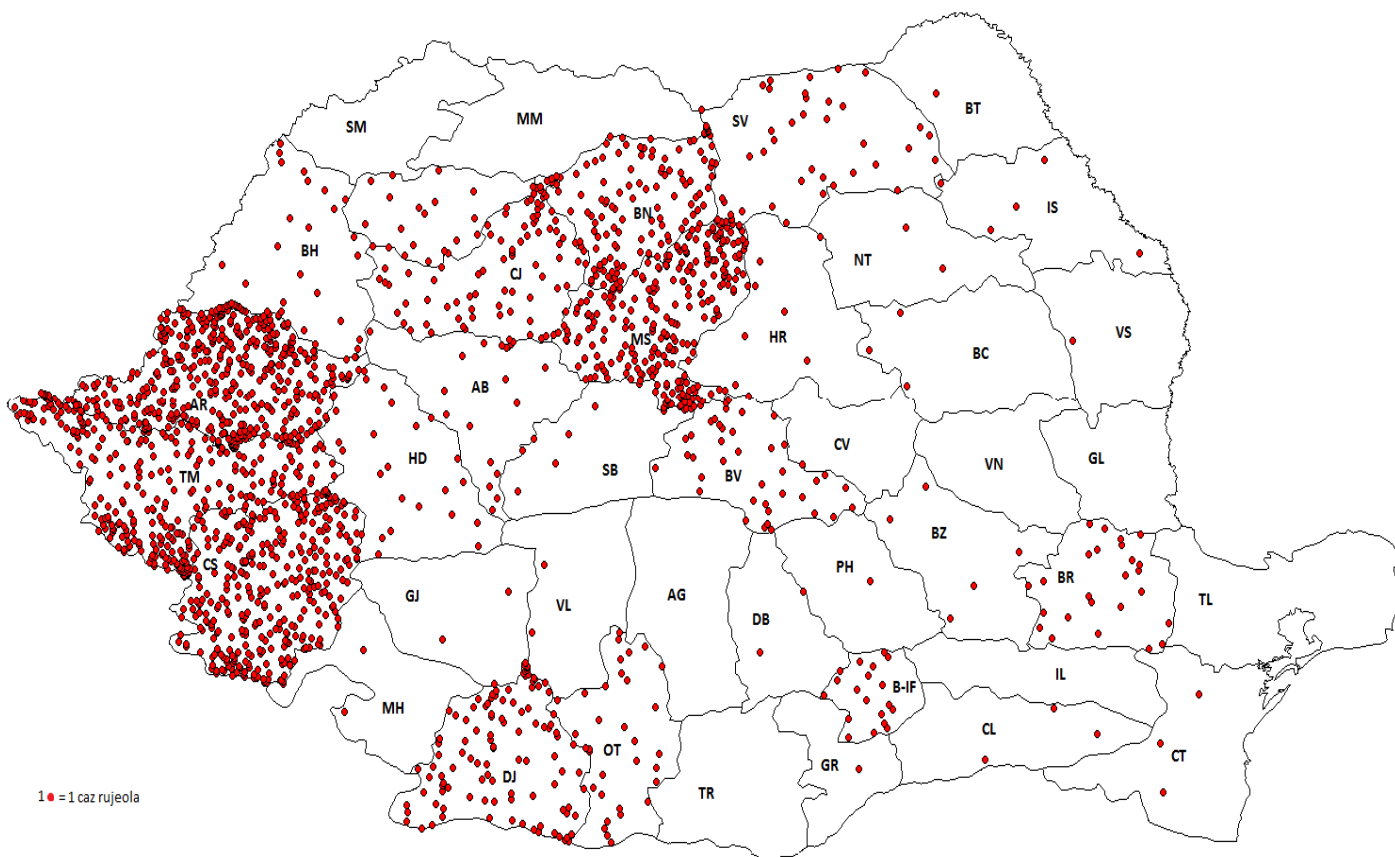 BT
SM
MM
SV
IS
BN
BH
NT
CJ
VS
HR
MS
BC
AB
AR
CV
HD
GL
VN
SB
TM
BV
BZ
CS
BR
PH
GJ
VL
AG
TL
DB
IL
B-IF
MH
CL
OT
CT
GR
DJ
TR
1 = 1 caz rujeola